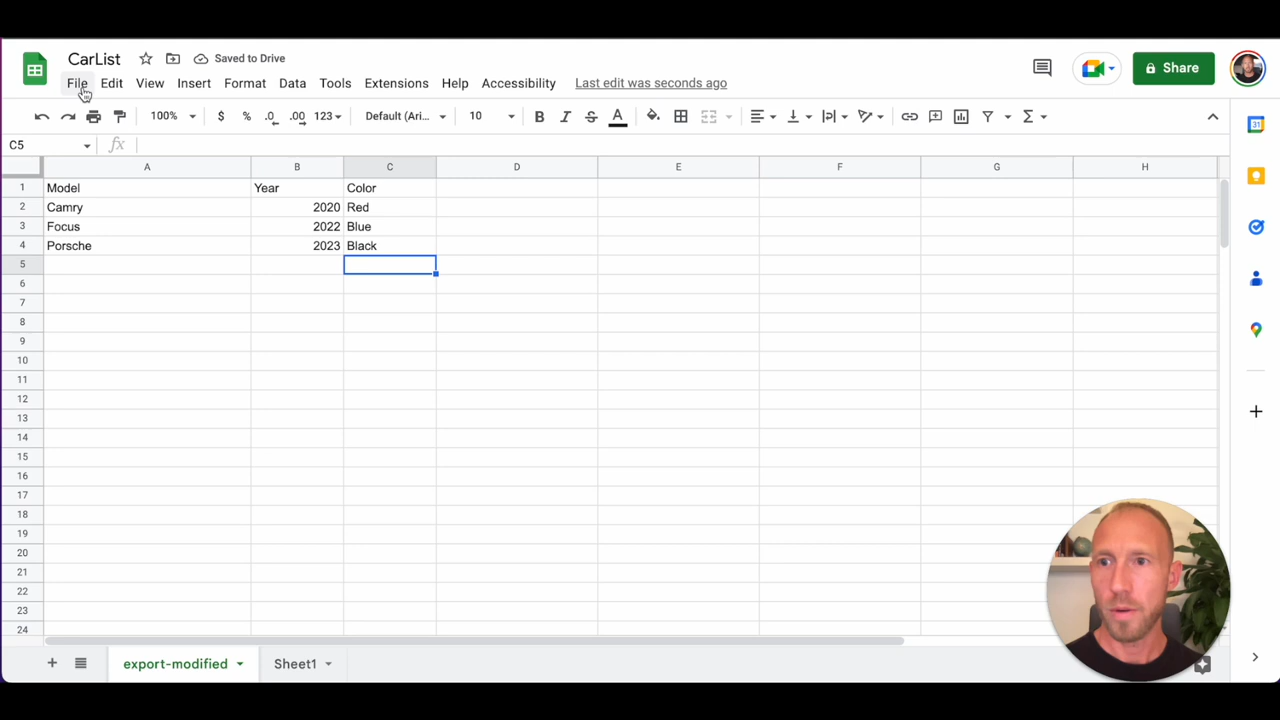 CarList Saved to Drive
File Edit View Insert Format Data Tools Extensions Help Accessibility Last edit was seconds ago
Share
100% $ % .0 .00 123 Default (Ari... 10 B I S A Σ
C5 fx
A B C D E F G H
1 Model Year Color
2 Camry 2020 Red
3 Focus 2022 Blue
4 Porsche 2023 Black
5
6
7
8
9
10
11
12
13
14
15
16
17
18
19
20
21
22
23
24
+ export-modified Sheet1
31